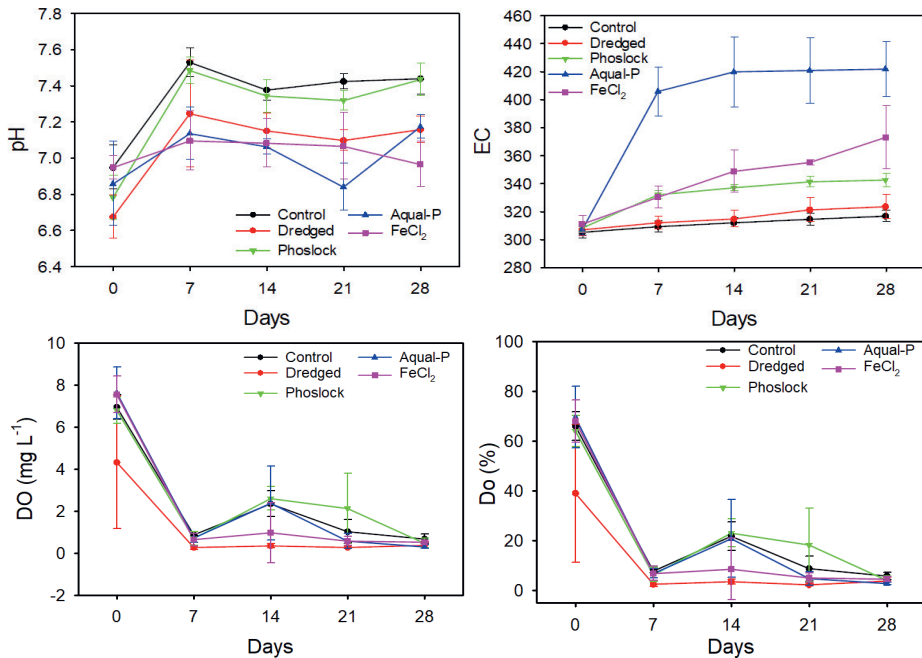 7.8
7.6
7.4
7.2
7.0
6.8
6.6
6.4
pH
Control
Dredged
Phoslock
Aqual-P
FeCl₂
0 7 14 21 28
Days
460
440
420
400
380
360
340
320
300
280
EC
Control
Dredged
Phoslock
Aqual-P
FeCl₂
0 7 14 21 28
Days
10
8
6
4
2
0
-2
DO (mg L⁻¹)
Control
Dredged
Phoslock
Aqual-P
FeCl₂
0 7 14 21 28
Days
100
80
60
40
20
0
Do (%)
Control
Dredged
Phoslock
Aqual-P
FeCl₂
0 7 14 21 28
Days